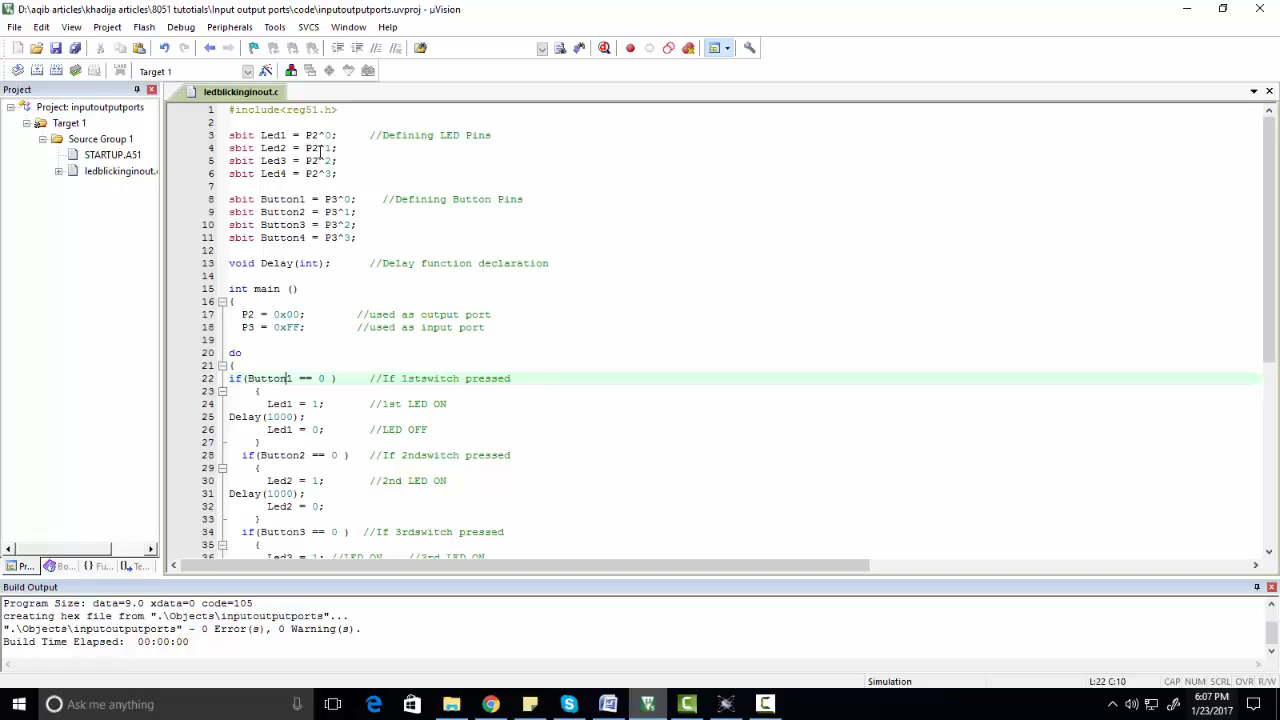 D:\aqib articles\khadija articles\8051 tutotials\Input output ports\code\inputoutputports.uvproj - µVision
File Edit View Project Flash Debug Peripherals Tools SVCS Window Help
Target 1
Project
ledblickinginout.c
Project: inputoutputports
Target 1
Source Group 1
STARTUP.A51
ledblickinginout.
1 #include<reg51.h>
2
3 sbit Led1 = P2^0; //Defining LED Pins
4 sbit Led2 = P2^1;
5 sbit Led3 = P2^2;
6 sbit Led4 = P2^3;
7
8 sbit Button1 = P3^0; //Defining Button Pins
9 sbit Button2 = P3^1;
10 sbit Button3 = P3^2;
11 sbit Button4 = P3^3;
12
13 void Delay(int); //Delay function declaration
14
15 int main ()
16 {
17 P2 = 0x00; //used as output port
18 P3 = 0xFF; //used as input port
19
20 do
21 {
22 if(Button1 == 0 ) //If 1stswitch pressed
23 {
24 Led1 = 1; //1st LED ON
25 Delay(1000);
26 Led1 = 0; //LED OFF
27 }
28 if(Button2 == 0 ) //If 2ndswitch pressed
29 {
30 Led2 = 1; //2nd LED ON
31 Delay(1000);
32 Led2 = 0;
33 }
34 if(Button3 == 0 ) //If 3rdswitch pressed
35 {
36 Led3 = 1; //LED ON //3rd LED ON
Pr... Bo... {} Fu... Te...
Build Output
Program Size: data=9.0 xdata=0 code=105
creating hex file from ".\Objects\inputoutputports"...
".\Objects\inputoutputports" - 0 Error(s), 0 Warning(s).
Build Time Elapsed: 00:00:00
Simulation L:22 C:10 CAP NUM SCRL OVR R/W
Ask me anything
6:07 PM
1/23/2017